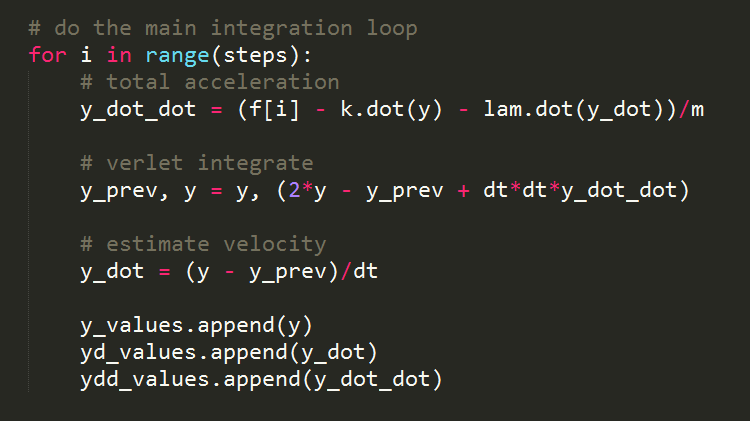 # do the main integration loop
for i in range(steps):
    # total acceleration
    y_dot_dot = (f[i] - k.dot(y) - lam.dot(y_dot))/m

    # verlet integrate
    y_prev, y = y, (2*y - y_prev + dt*dt*y_dot_dot)

    # estimate velocity
    y_dot = (y - y_prev)/dt

    y_values.append(y)
    yd_values.append(y_dot)
    ydd_values.append(y_dot_dot)